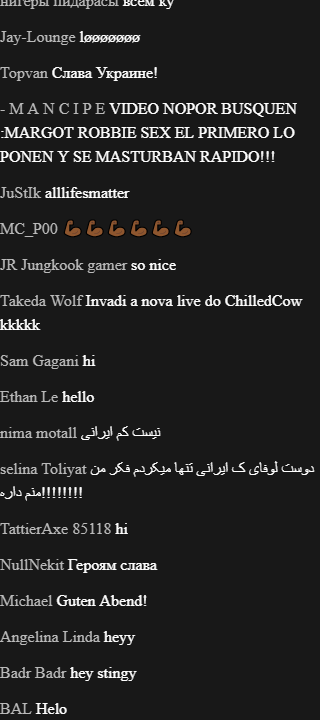 нигеры пидарасы всем ку
Jay-Lounge løøøøøøø
Topvan Слава Украине!
- M A N C I P E VIDEO NOPOR BUSQUEN
:MARGOT ROBBIE SEX EL PRIMERO LO
PONEN Y SE MASTURBAN RAPIDO!!!
JuStIk alllifesmatter
MC_P00 💪🏾💪🏾💪🏾💪🏾💪🏾💪🏾
JR Jungkook gamer so nice
Takeda Wolf Invadi a nova live do ChilledCow
kkkkk
Sam Gagani hi
Ethan Le hello
nima motall نیست کم ایرانی
selina Toliyat دوست لوفای ک ایرانی تنها میکردم فکر من
منم داره!!!!!!!!
TattierAxe 85118 hi
NullNekit Героям слава
Michael Guten Abend!
Angelina Linda heyy
Badr Badr hey stingy
BAL Helo